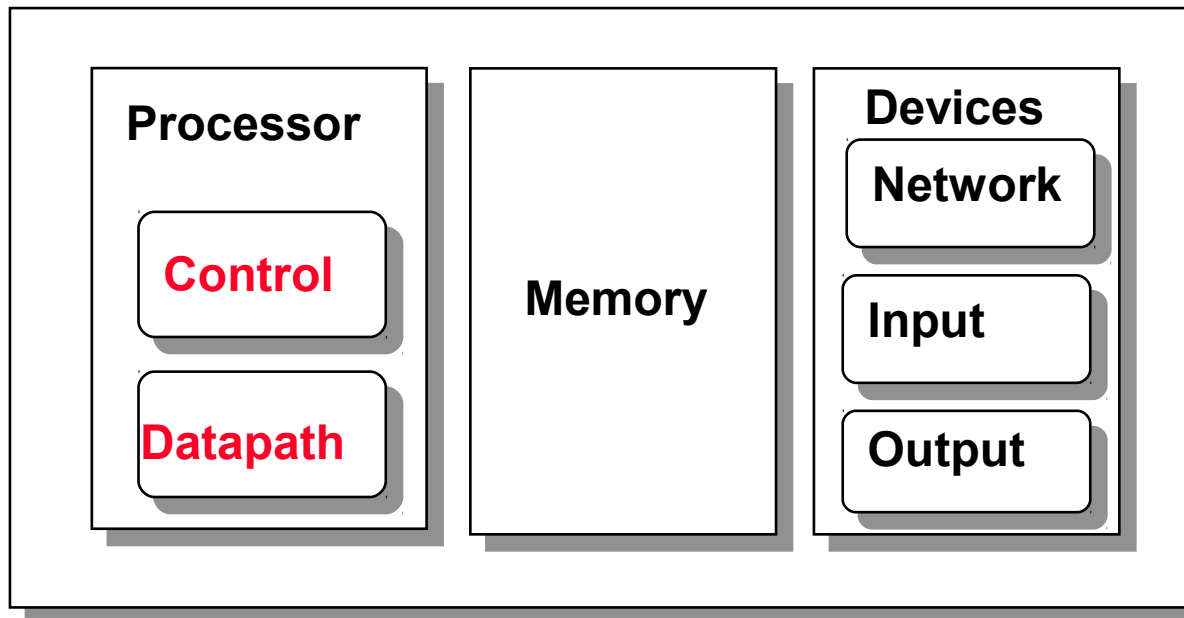 Processor
Control
Datapath
Memory
Devices
Network
Input
Output